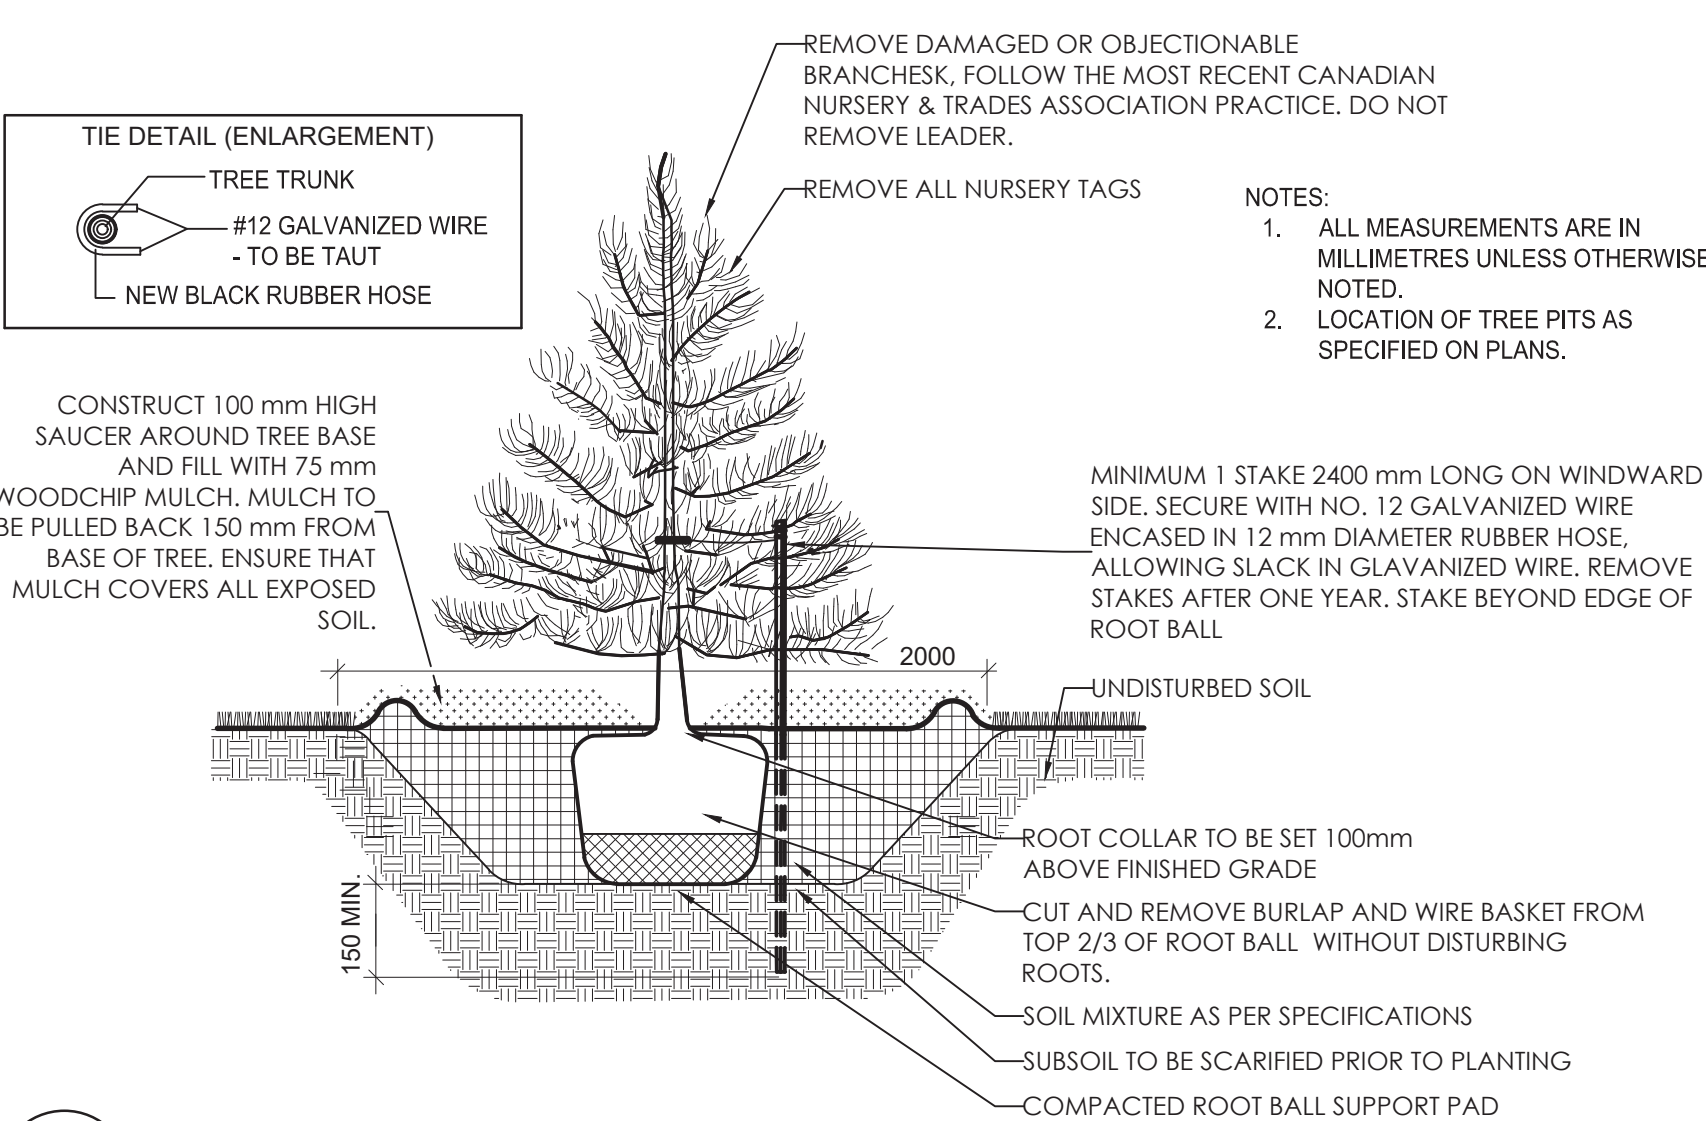 REMOVE DAMAGED OR OBJECTIONABLE
BRANCHESK, FOLLOW THE MOST RECENT CANADIAN
NURSERY & TRADES ASSOCIATION PRACTICE. DO NOT
REMOVE LEADER.
TIE DETAIL (ENLARGEMENT)
TREE TRUNK
#12 GALVANIZED WIRE
- TO BE TAUT
NEW BLACK RUBBER HOSE
REMOVE ALL NURSERY TAGS
NOTES:
1. ALL MEASUREMENTS ARE IN
MILLIMETRES UNLESS OTHERWISE
NOTED.
2. LOCATION OF TREE PITS AS
SPECIFIED ON PLANS.
CONSTRUCT 100 mm HIGH
SAUCER AROUND TREE BASE
AND FILL WITH 75 mm
WOODCHIP MULCH. MULCH TO
BE PULLED BACK 150 mm FROM
BASE OF TREE. ENSURE THAT
MULCH COVERS ALL EXPOSED
SOIL.
MINIMUM 1 STAKE 2400 mm LONG ON WINDWARD
SIDE. SECURE WITH NO. 12 GALVANIZED WIRE
ENCASED IN 12 mm DIAMETER RUBBER HOSE,
ALLOWING SLACK IN GLAVANIZED WIRE. REMOVE
STAKES AFTER ONE YEAR. STAKE BEYOND EDGE OF
ROOT BALL
2000
UNDISTURBED SOIL
ROOT COLLAR TO BE SET 100mm
ABOVE FINISHED GRADE
150 MIN.
CUT AND REMOVE BURLAP AND WIRE BASKET FROM
TOP 2/3 OF ROOT BALL WITHOUT DISTURBING
ROOTS.
SOIL MIXTURE AS PER SPECIFICATIONS
SUBSOIL TO BE SCARIFIED PRIOR TO PLANTING
COMPACTED ROOT BALL SUPPORT PAD